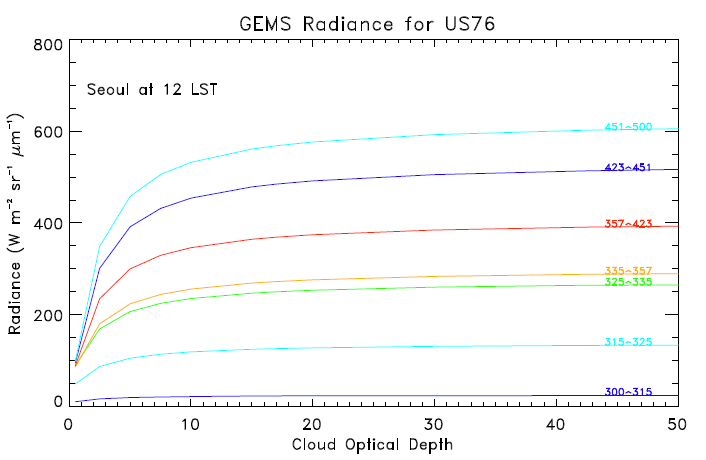 GEMS Radiance for US76
800
Seoul at 12 LST
600
400
200
0
Radiance (W m⁻² sr⁻¹ μm⁻¹)
451~500
423~451
357~423
335~357
325~335
315~325
300~315
0 10 20 30 40 50
Cloud Optical Depth